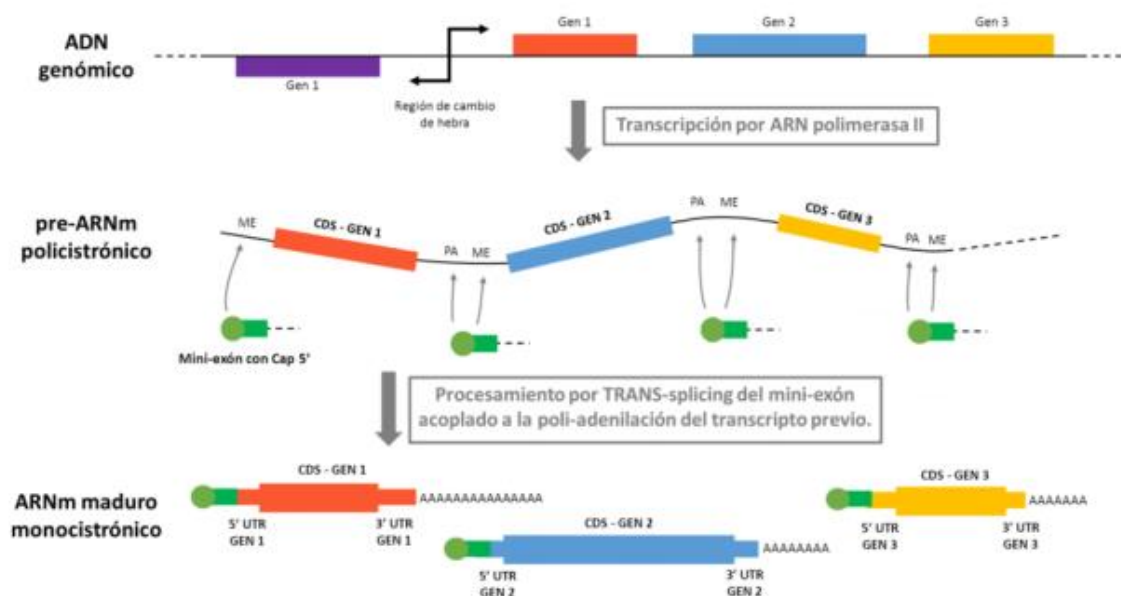 Gen 1
Gen 2
Gen 3
ADN
genómico
Gen 1
Región de cambio
de hebra
Transcripción por ARN polimerasa II
pre-ARNm
policistrónico
ME
CDS - GEN 1
PA
ME
CDS - GEN 2
PA
ME
CDS - GEN 3
PA
ME
Mini-exón con Cap 5'
Procesamiento por TRANS-splicing del mini-exón
acoplado a la poli-adenilación del transcripto previo.
ARNm maduro
monocistrónico
CDS - GEN 1
AAAAAAAAAAAAAAA
5' UTR
GEN 1
3' UTR
GEN 1
CDS - GEN 2
AAAAAAAA
5' UTR
GEN 2
3' UTR
GEN 2
CDS - GEN 3
AAAAAAA
5' UTR
GEN 3
3' UTR
GEN 3